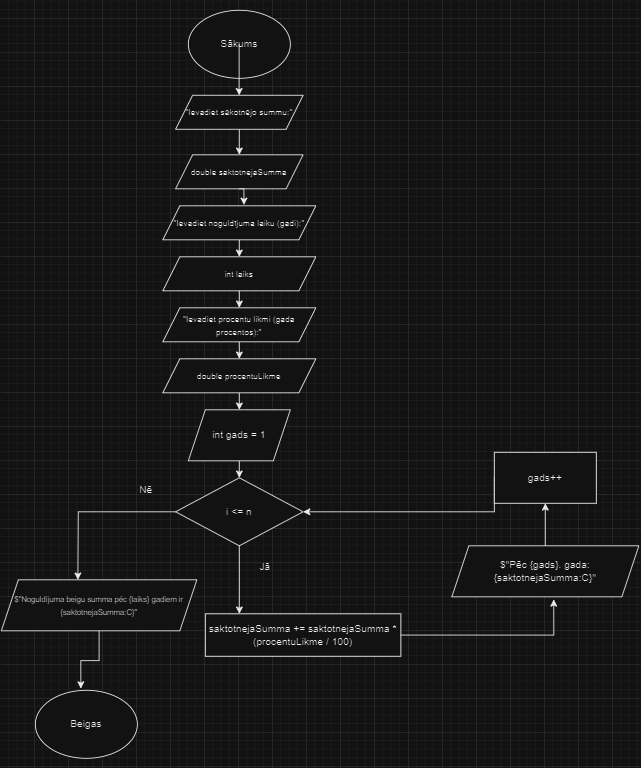 Sākums
"Ievadiet sākotnējo summu:"
double saktotnejaSumma
"Ievadiet noguldījuma laiku (gadi):"
int laiks
"Ievadiet procentu likmi (gada
procentos):"
double procentuLikme
int gads = 1
gads++
Nē
i <= n
Jā
$"Pēc {gads}. gada:
{saktotnejaSumma:C}"
$"Noguldījuma beigu summa pēc {laiks} gadiem ir
{saktotnejaSumma:C}"
saktotnejaSumma += saktotnejaSumma *
(procentuLikme / 100)
Beigas